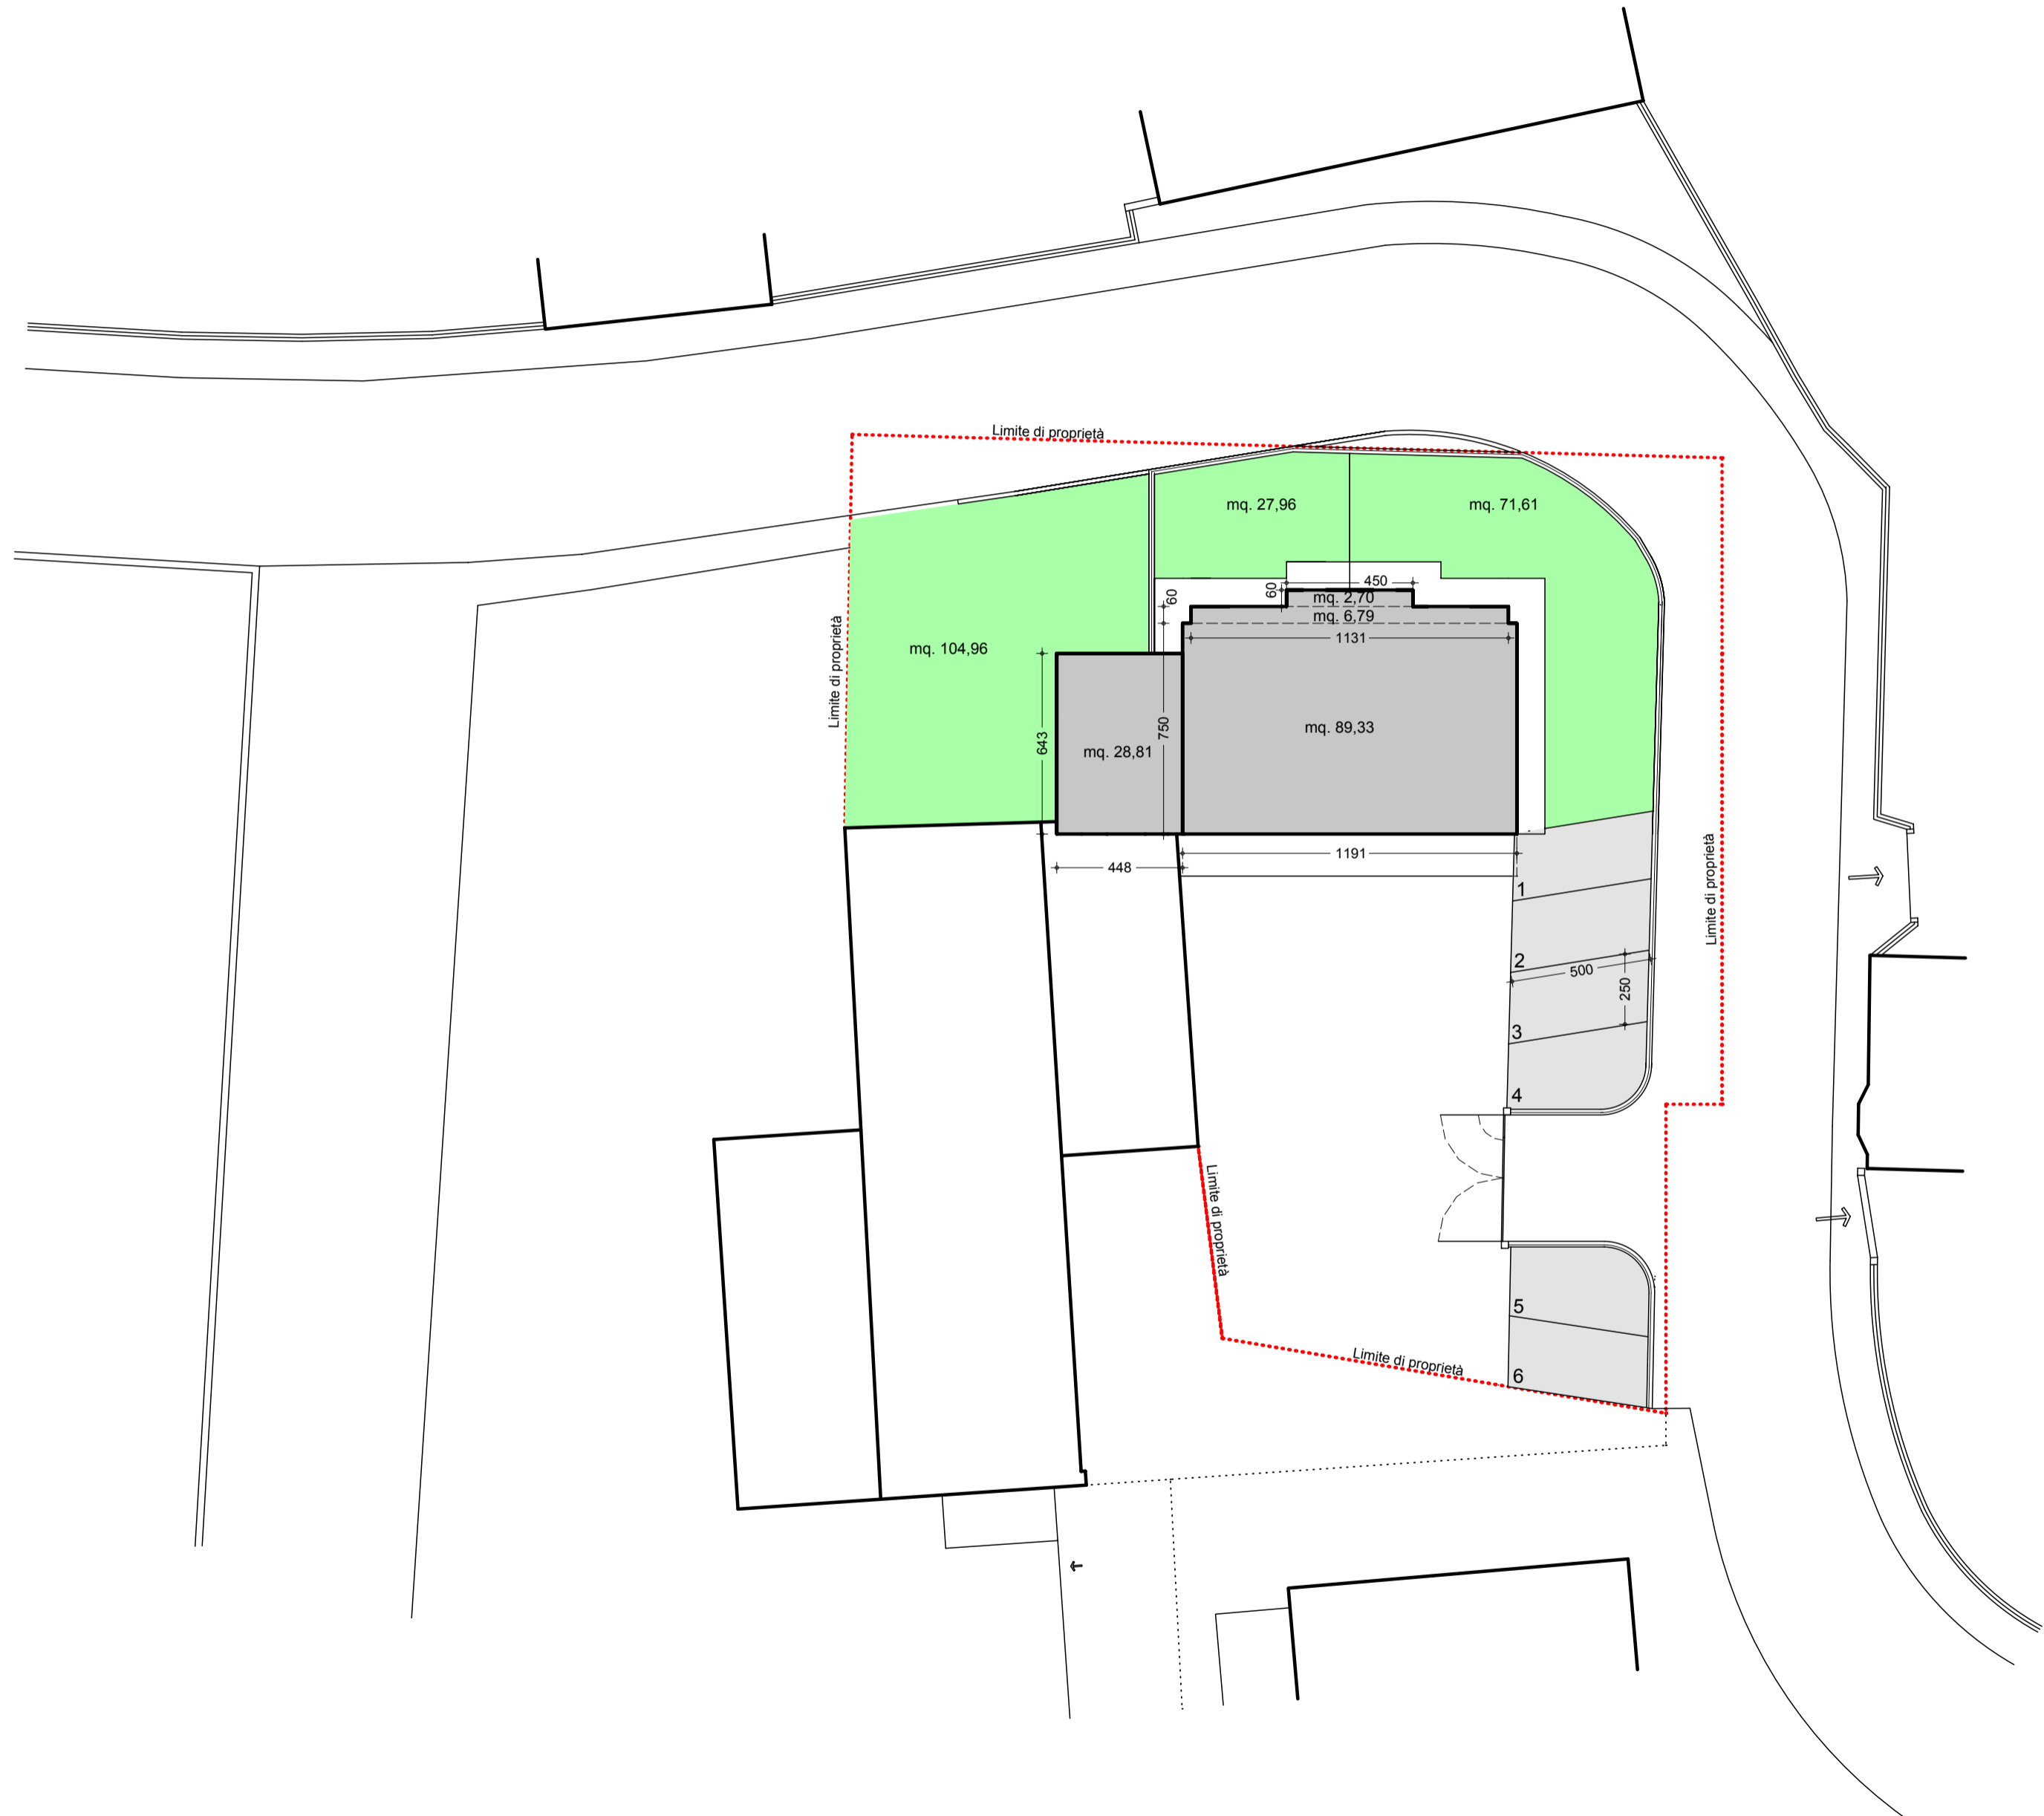 Limite di proprietà
mq. 27,96
mq. 71,61
450
60
60
mq. 2,70
mq. 6,79
1131
Limite di proprietà
mq. 104,96
643
750
mq. 89,33
mq. 28,81
448
1191
Limite di proprietà
1
2
500
250
3
4
Limite di proprietà
5
Limite di proprietà
6